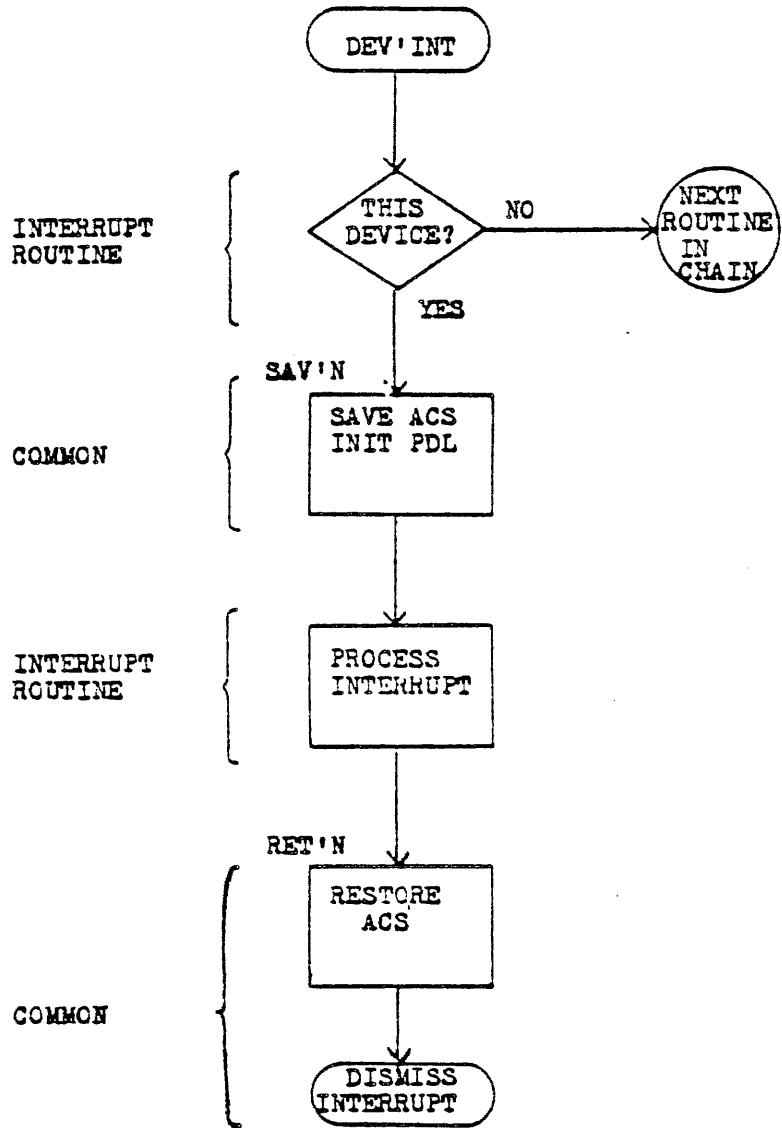 DEV'INT
INTERRUPT
ROUTINE
THIS
DEVICE?
NO
NEXT
ROUTINE
IN
CHAIN
YES
SAV'N
COMMON
SAVE ACS
INIT PDL
INTERRUPT
ROUTINE
PROCESS
INTERRUPT
RET'N
RESTORE
ACS
COMMON
DISMISS
INTERRUPT